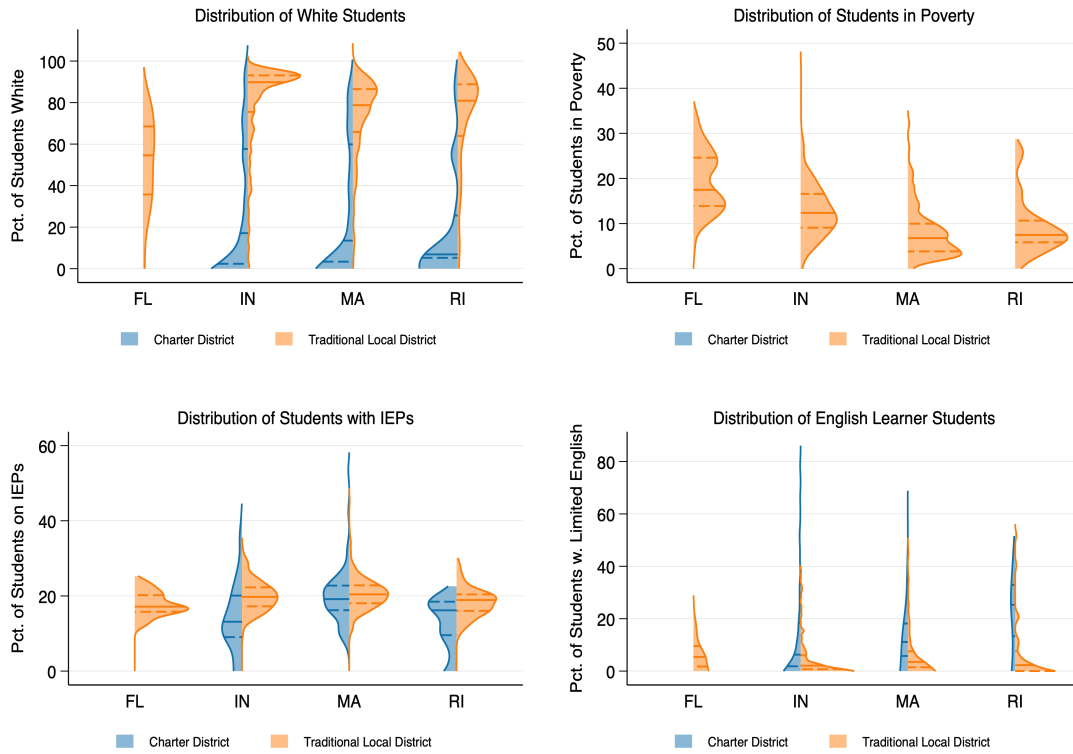 Distribution of White Students
Pct. of Students White
100
80
60
40
20
0
FL IN MA RI
Charter District Traditional Local District
Distribution of Students in Poverty
Pct. of Students in Poverty
50
40
30
20
10
0
FL IN MA RI
Charter District Traditional Local District
Distribution of Students with IEPs
Pct. of Students on IEPs
60
40
20
0
FL IN MA RI
Charter District Traditional Local District
Distribution of English Learner Students
Pct. of Students w. Limited English
80
60
40
20
0
FL IN MA RI
Charter District Traditional Local District